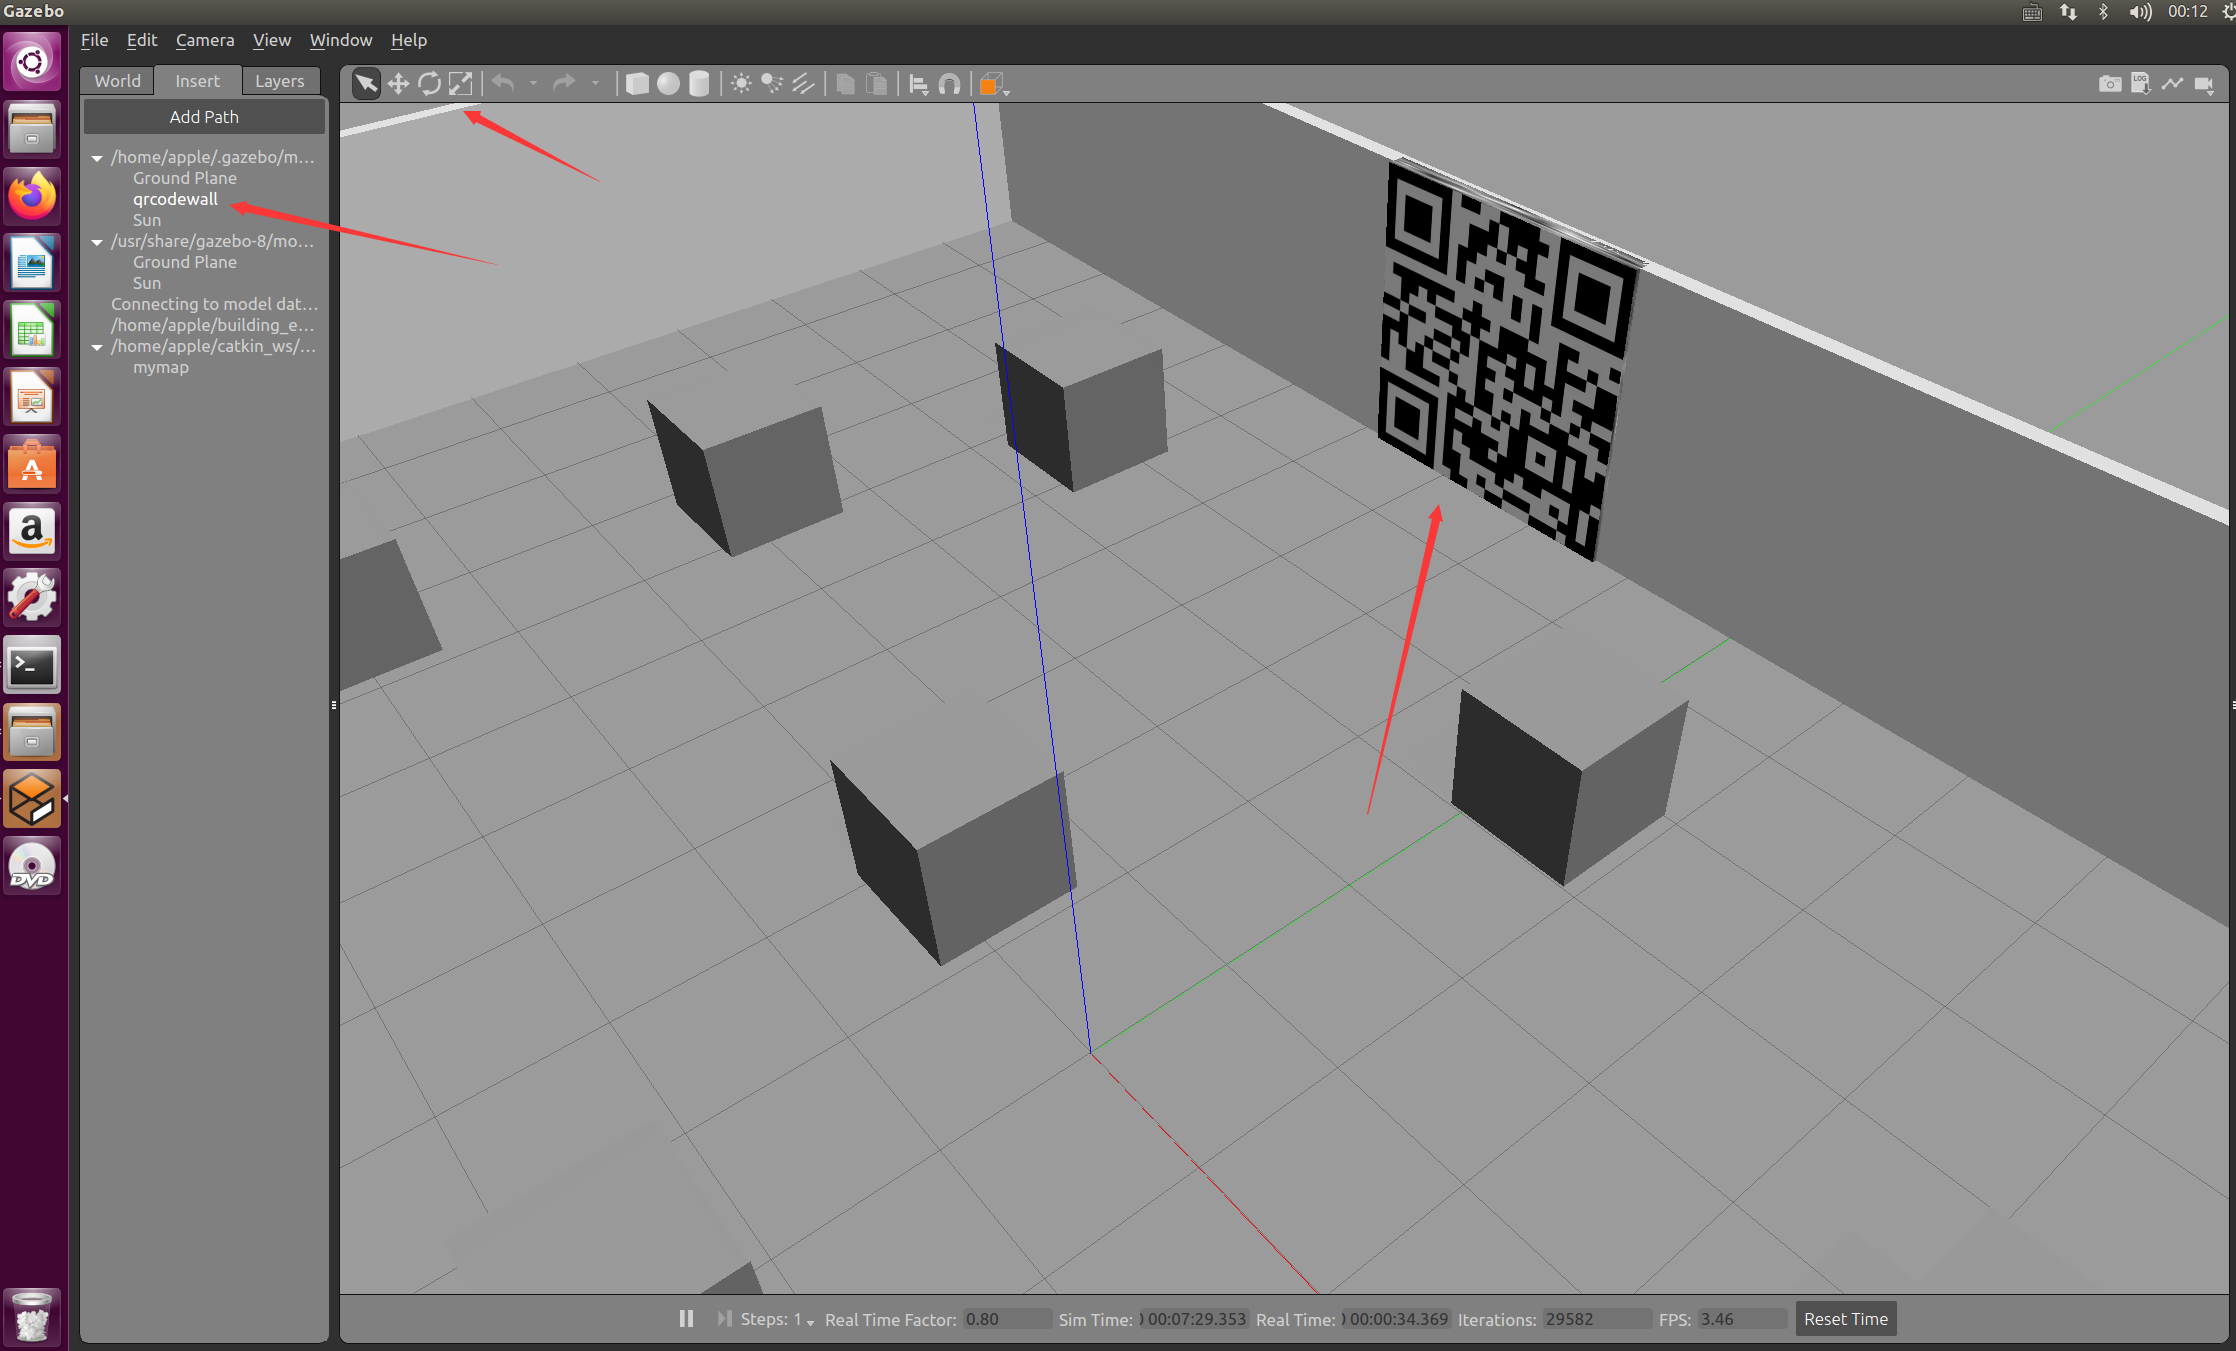 Gazebo
00:12
File Edit Camera View Window Help
World Insert Layers
Add Path
/home/apple/.gazebo/m...
Ground Plane
qrcodewall
Sun
/usr/share/gazebo-8/mo...
Ground Plane
Sun
Connecting to model dat...
/home/apple/building_e...
/home/apple/catkin_ws/...
mymap
LOG
A
a
>_
DVD
Steps: 1 Real Time Factor: 0.80 Sim Time: 00:07:29.353 Real Time: 00:00:34.369 Iterations: 29582 FPS: 3.46 Reset Time